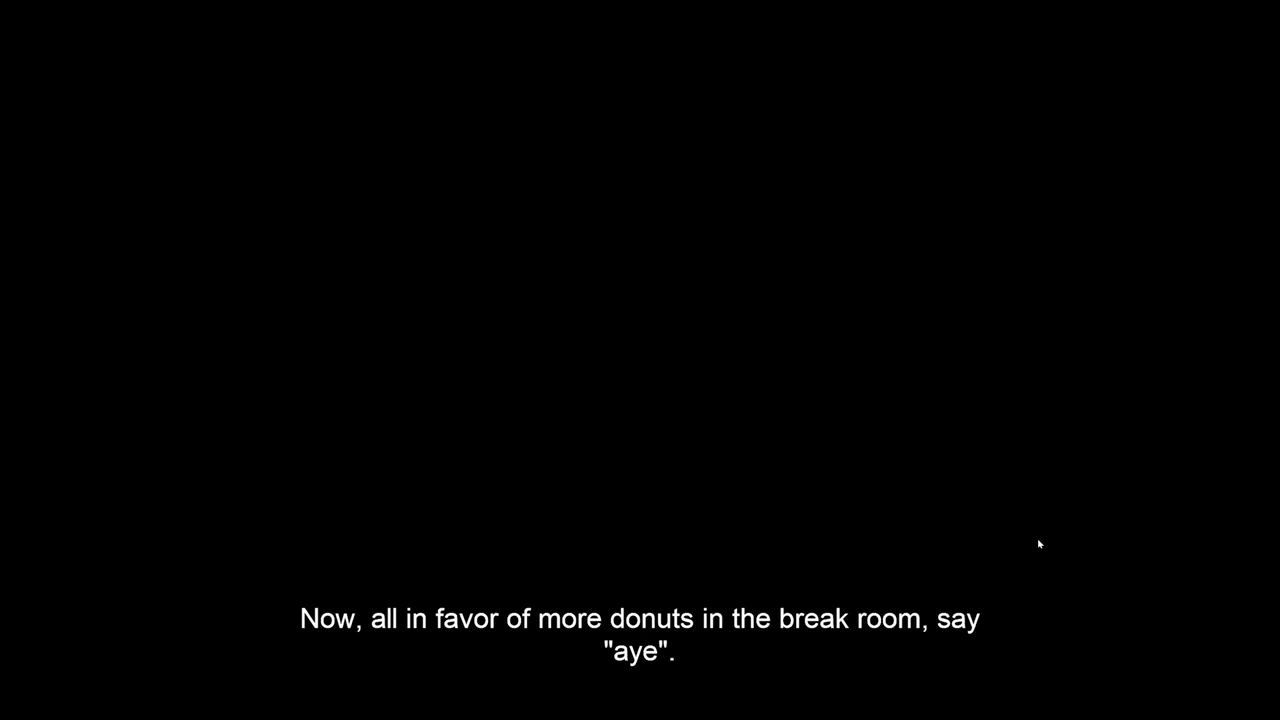 Now, all in favor of more donuts in the break room, say
"aye".